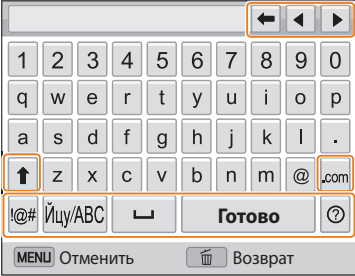 1 2 3 4 5 6 7 8 9 0
q w e r t y u i o p
a s d f g h j k l .
z x c v b n m @ .com
!@# Йцу/ABC Готово ?
MENU Отменить Возврат